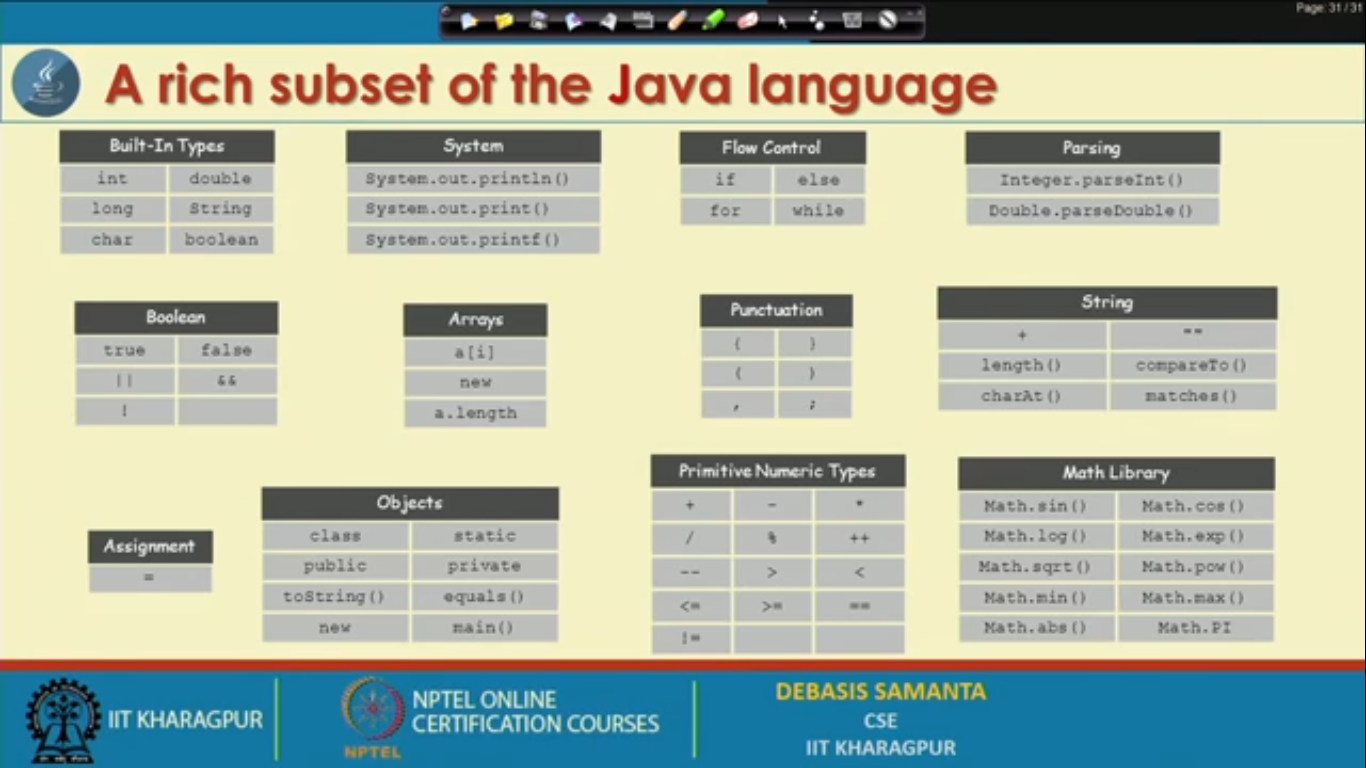 Page: 31 / 31
A rich subset of the Java language
Built-In Types
int double
long String
char boolean
System
System.out.println()
System.out.print()
System.out.printf()
Flow Control
if else
for while
Parsing
Integer.parseInt()
Double.parseDouble()
Boolean
true false
|| &&
!
Arrays
a[i]
new
a.length
Punctuation
{ }
( )
, ;
String
+ ""
length() compareTo()
charAt() matches()
Assignment
=
Objects
class static
public private
toString() equals()
new main()
Primitive Numeric Types
+ - *
/ % ++
-- > <
<= >= ==
!=
Math Library
Math.sin() Math.cos()
Math.log() Math.exp()
Math.sqrt() Math.pow()
Math.min() Math.max()
Math.abs() Math.PI
IIT KHARAGPUR
NPTEL
NPTEL ONLINE
CERTIFICATION COURSES
DEBASIS SAMANTA
CSE
IIT KHARAGPUR